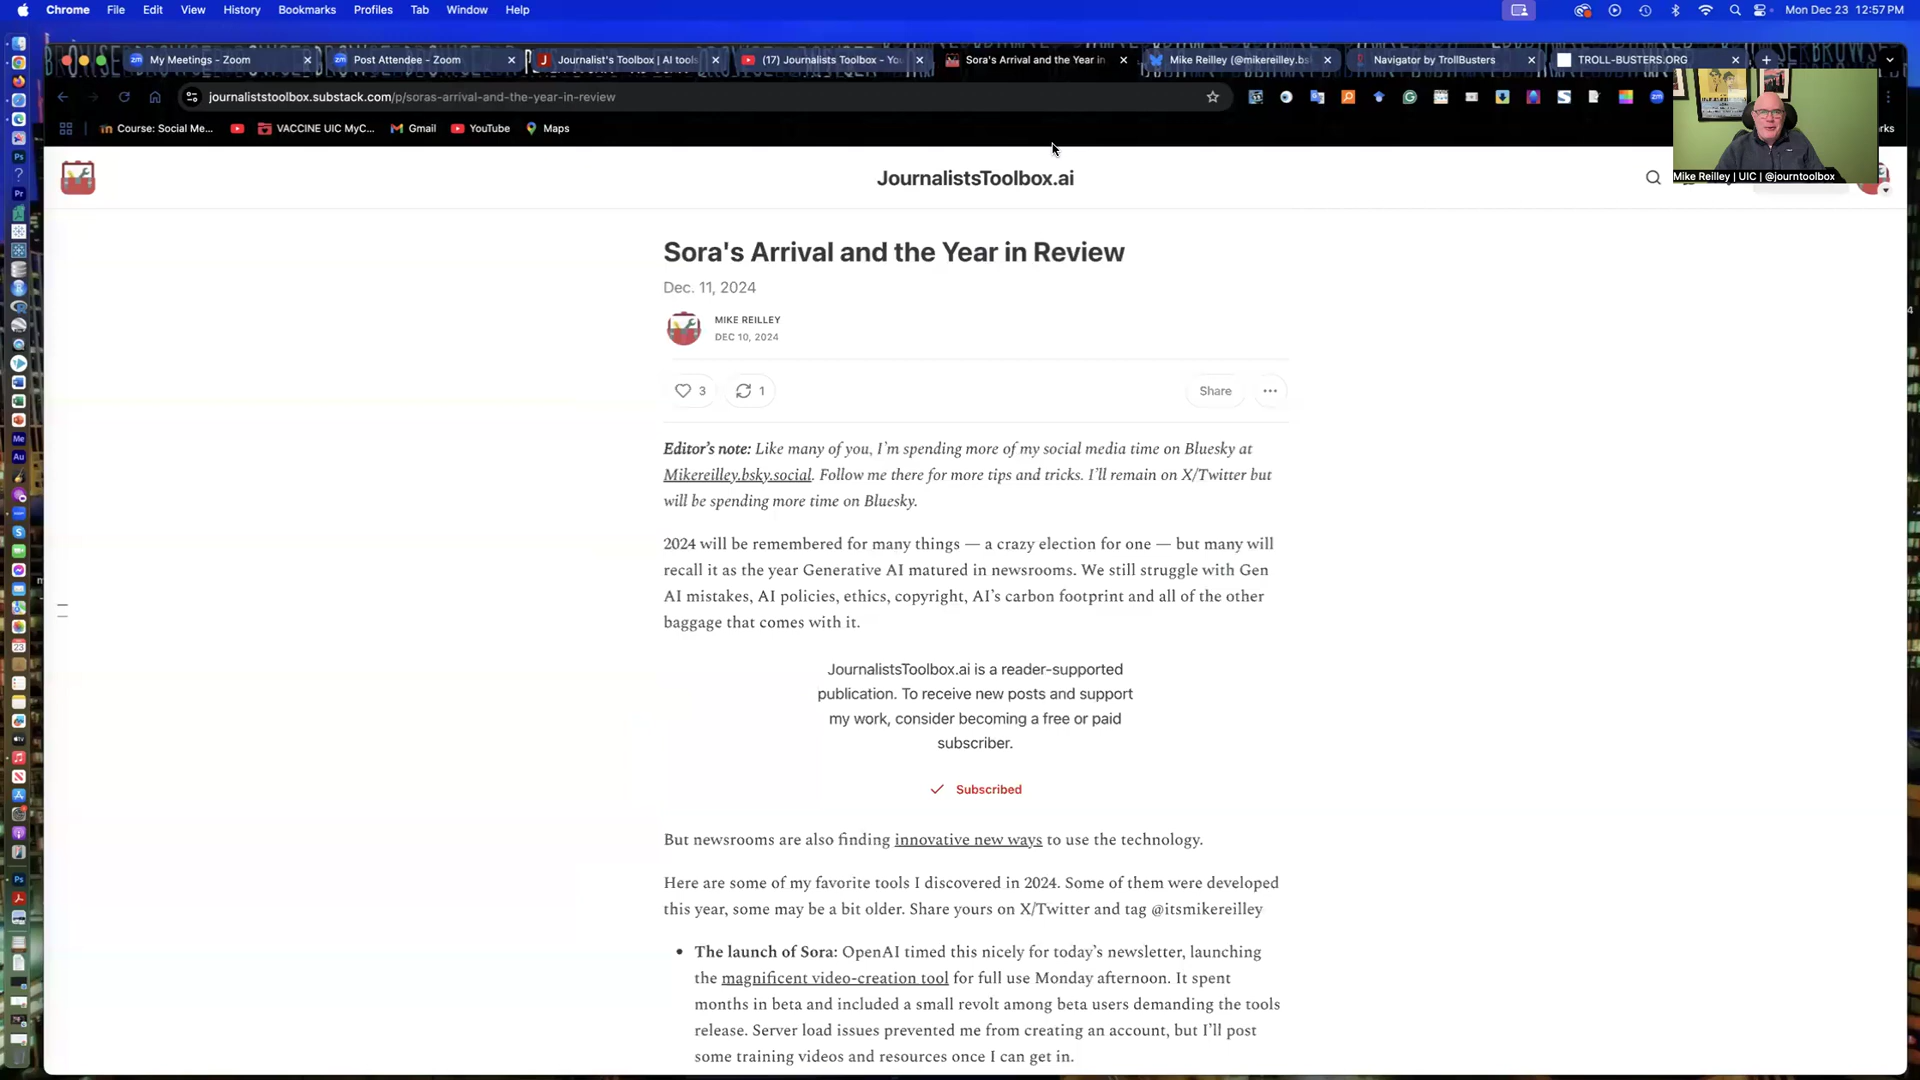 Chrome File Edit View History Bookmarks Profiles Tab Window Help Mon Dec 23 12:57 PM
My Meetings - Zoom
Post Attendee - Zoom
Journalist's Toolbox | AI tools
(17) Journalists Toolbox - You
Sora's Arrival and the Year in
Mike Reilley (@mikereilley.bs
Navigator by TrollBusters
TROLL-BUSTERS.ORG
journaliststoolbox.substack.com/p/soras-arrival-and-the-year-in-review
Course: Social Me...
VACCINE UIC MyC...
Gmail
YouTube
Maps
Mike Reilley | UIC | @journtoolbox
JournalistsToolbox.ai
Sora's Arrival and the Year in Review
Dec. 11, 2024
MIKE REILLEY
DEC 10, 2024
3 1 Share ...
Editor's note: Like many of you, I'm spending more of my social media time on Bluesky at
Mikereilley.bsky.social. Follow me there for more tips and tricks. I'll remain on X/Twitter but
will be spending more time on Bluesky.
2024 will be remembered for many things — a crazy election for one — but many will
recall it as the year Generative AI matured in newsrooms. We still struggle with Gen
AI mistakes, AI policies, ethics, copyright, AI's carbon footprint and all of the other
baggage that comes with it.
JournalistsToolbox.ai is a reader-supported
publication. To receive new posts and support
my work, consider becoming a free or paid
subscriber.
Subscribed
But newsrooms are also finding innovative new ways to use the technology.
Here are some of my favorite tools I discovered in 2024. Some of them were developed
this year, some may be a bit older. Share yours on X/Twitter and tag @itsmikereilley
• The launch of Sora: OpenAI timed this nicely for today's newsletter, launching
the magnificent video-creation tool for full use Monday afternoon. It spent
months in beta and included a small revolt among beta users demanding the tools
release. Server load issues prevented me from creating an account, but I'll post
some training videos and resources once I can get in.